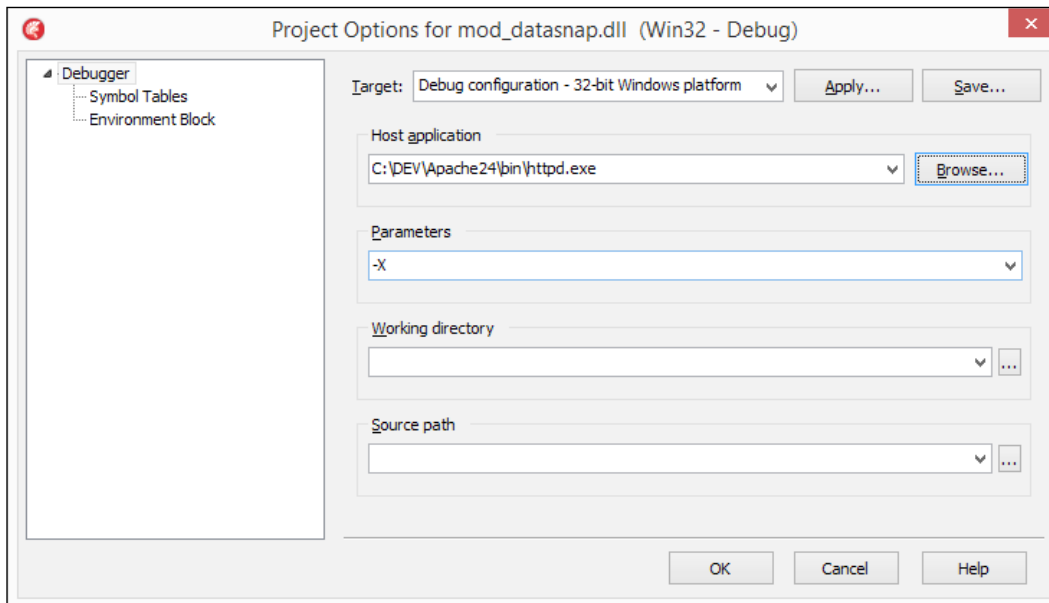 Project Options for mod_datasnap.dll (Win32 - Debug)
Debugger
Symbol Tables
Environment Block
Target: Debug configuration - 32-bit Windows platform Apply... Save...
Host application
C:\DEV\Apache24\bin\httpd.exe Browse...
Parameters
-X
Working directory
...
Source path
...
OK Cancel Help